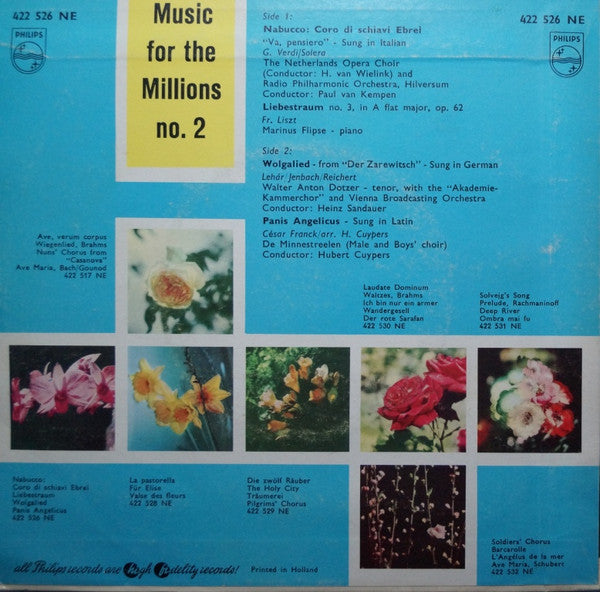 422 526 NE
PHILIPS
Music
for the
Millions
no. 2
422 526 NE
PHILIPS
Side 1:
Nabucco: Coro di schiavi Ebrei
"Va, pensiero" - Sung in Italian
G. Verdi/Solera
The Netherlands Opera Choir
(Conductor: H. van Wielink) and
Radio Philharmonic Orchestra, Hilversum
Conductor: Paul van Kempen
Liebestraum no. 3, in A flat major, op. 62
Fr. Liszt
Marinus Flipse - piano
Side 2:
Wolgalied - from "Der Zarewitsch" - Sung in German
Lehár Jenbach/Reichert
Walter Anton Dotzer - tenor, with the "Akademie-
Kammerchor" and Vienna Broadcasting Orchestra
Conductor: Heinz Sandauer
Panis Angelicus - Sung in Latin
César Franck/arr. H. Cuypers
De Minnestreelen (Male and Boys' choir)
Conductor: Hubert Cuypers
Ave, verum corpus
Wiegenlied, Brahms
Nuns' Chorus from
"Casanova"
Ave Maria, Bach/Gounod
422 517 NE
Laudate Dominum
Waltzes, Brahms
Ich bin nur ein armer
Wandergesell
Der rote Sarafan
422 530 NE
Solveig's Song
Prelude, Rachmaninoff
Deep River
Ombra mai fu
422 531 NE
Nabucco:
Coro di schiavi Ebrei
Liebestraum
Wolgalied
Panis Angelicus
422 526 NE
La pastorella
Für Elise
Valse des fleurs
422 528 NE
Die zwölf Räuber
The Holy City
Träumerei
Pilgrims' Chorus
422 529 NE
Soldiers' Chorus
Barcarolle
L'Angélus de la mer
Ave Maria, Schubert
422 532 NE
all Philips records are high fidelity records!
Printed in Holland